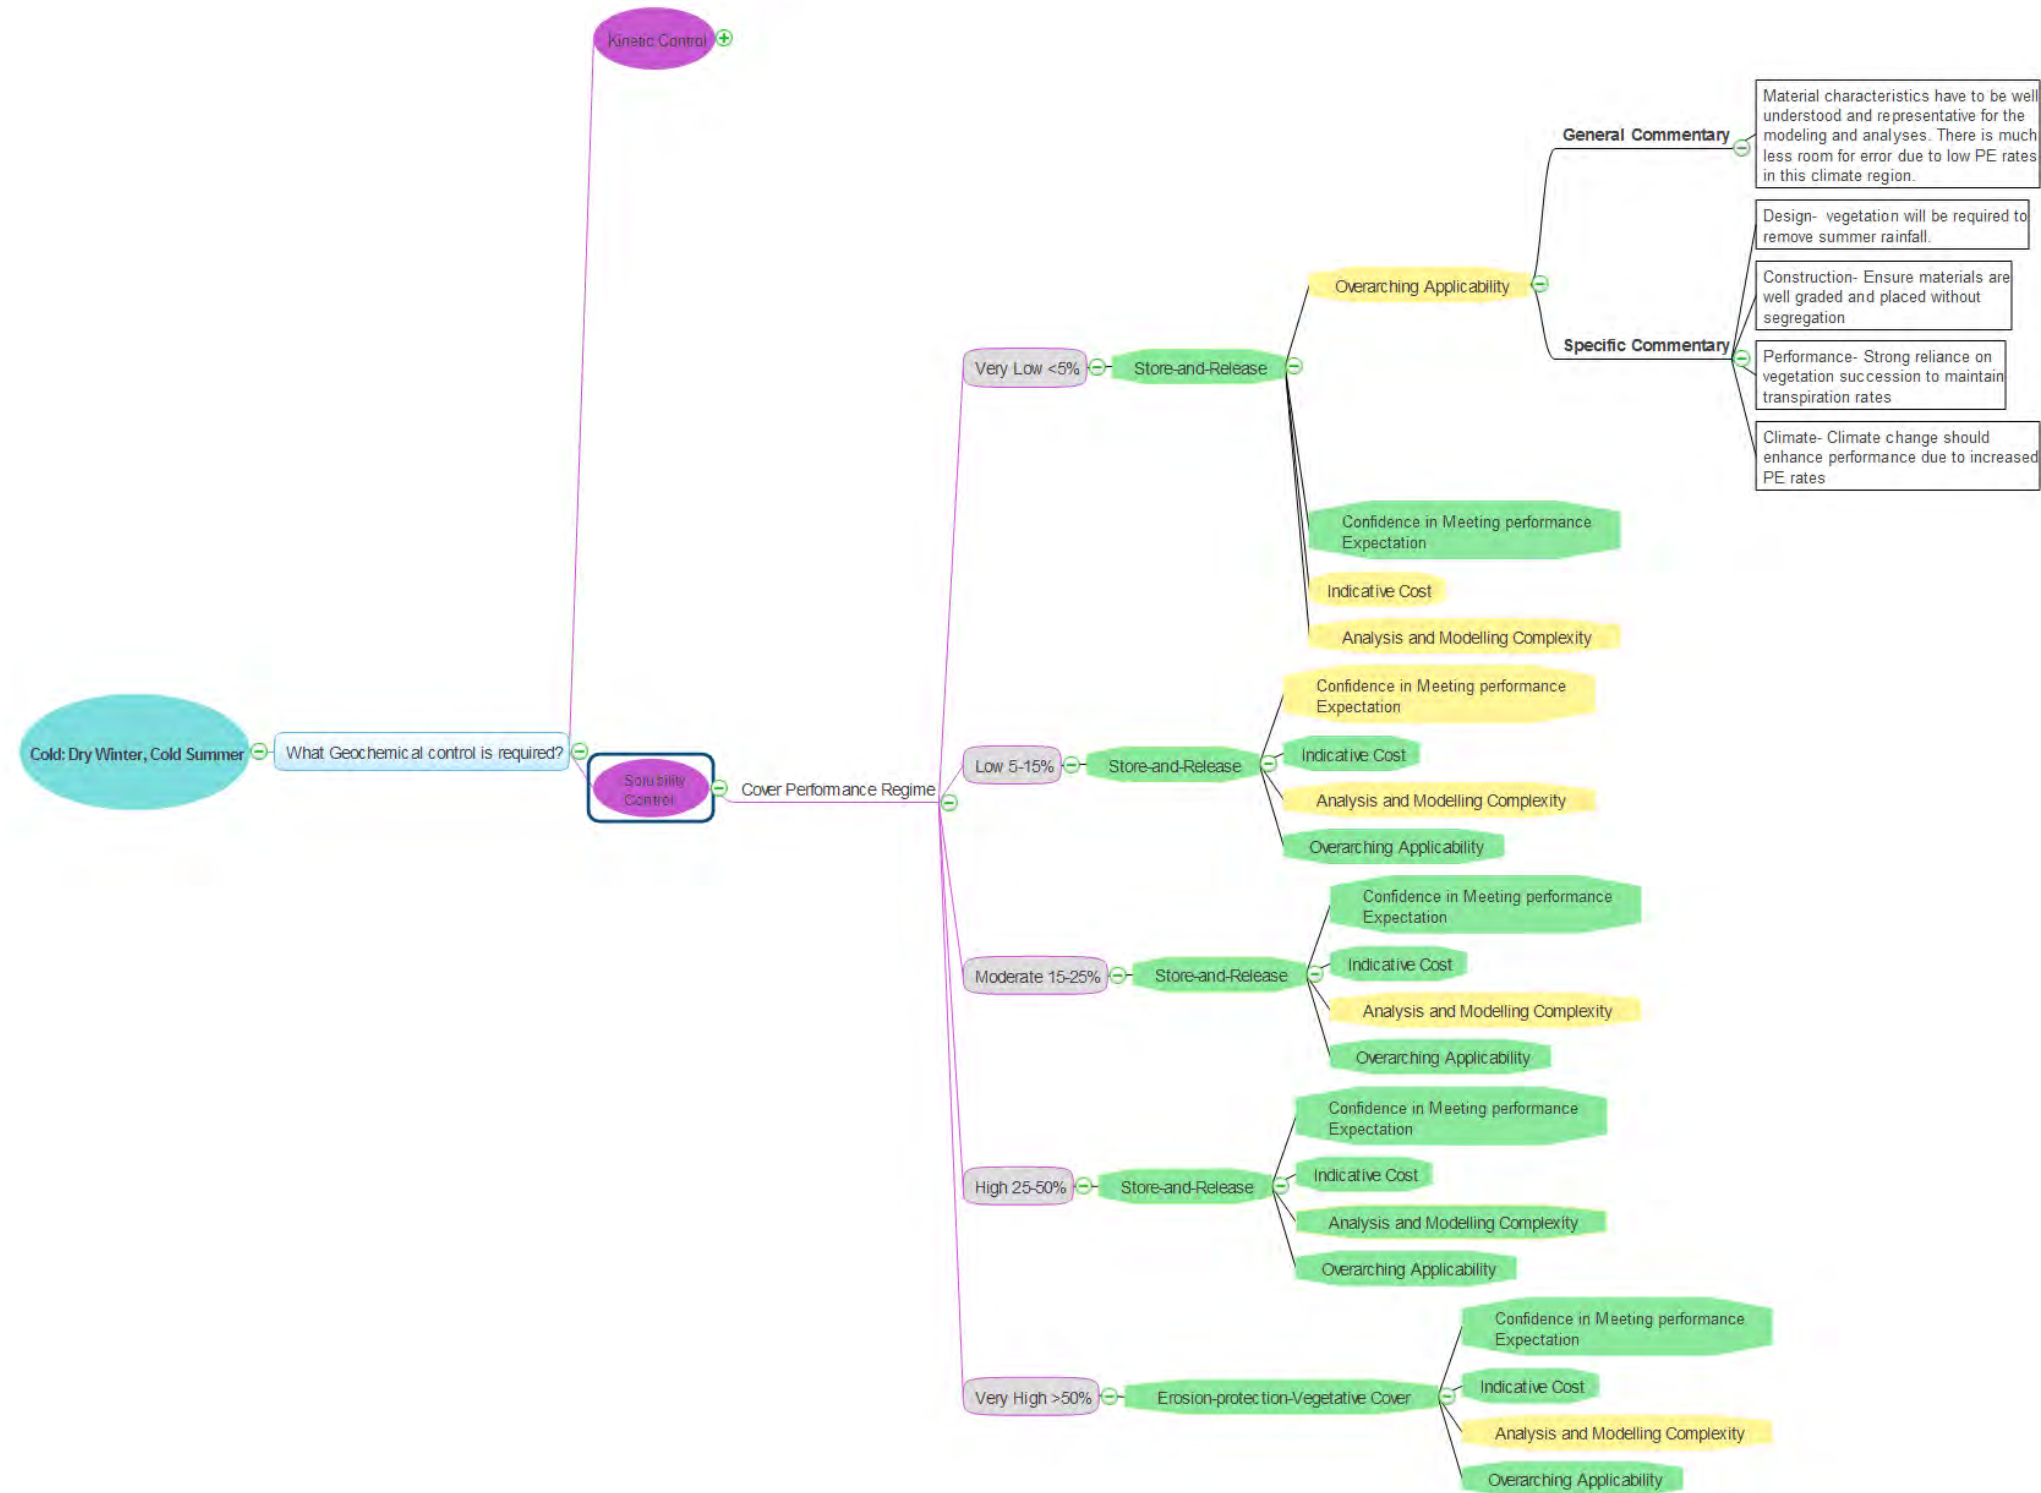 Kinetic Control
Material characteristics have to be well
understood and representative for the
modeling and analyses. There is much
less room for error due to low PE rates
in this climate region.
General Commentary
Design- vegetation will be required to
remove summer rainfall.
Construction- Ensure materials are
well graded and placed without
segregation
Specific Commentary
Performance- Strong reliance on
vegetation succession to maintain
transpiration rates
Climate- Climate change should
enhance performance due to increased
PE rates
Overarching Applicability
Very Low <5%
Store-and-Release
Confidence in Meeting performance
Expectation
Indicative Cost
Analysis and Modelling Complexity
Cold: Dry Winter, Cold Summer
What Geochemical control is required?
Solubility
Control
Cover Performance Regime
Low 5-15%
Store-and-Release
Confidence in Meeting performance
Expectation
Indicative Cost
Analysis and Modelling Complexity
Overarching Applicability
Moderate 15-25%
Store-and-Release
Confidence in Meeting performance
Expectation
Indicative Cost
Analysis and Modelling Complexity
Overarching Applicability
High 25-50%
Store-and-Release
Confidence in Meeting performance
Expectation
Indicative Cost
Analysis and Modelling Complexity
Overarching Applicability
Very High >50%
Erosion-protection-Vegetative Cover
Confidence in Meeting performance
Expectation
Indicative Cost
Analysis and Modelling Complexity
Overarching Applicability